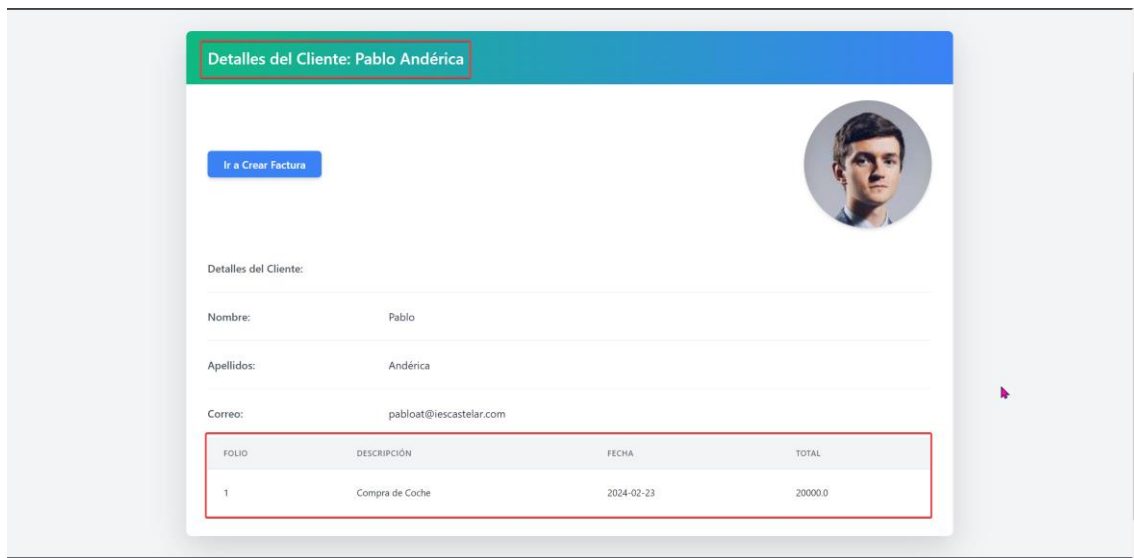 Detalles del Cliente: Pablo Andérica
Ir a Crear Factura
Detalles del Cliente:
Nombre: Pablo
Apellidos: Andérica
Correo: pabloat@iescastelar.com
FOLIO DESCRIPCIÓN FECHA TOTAL
1 Compra de Coche 2024-02-23 20000.0